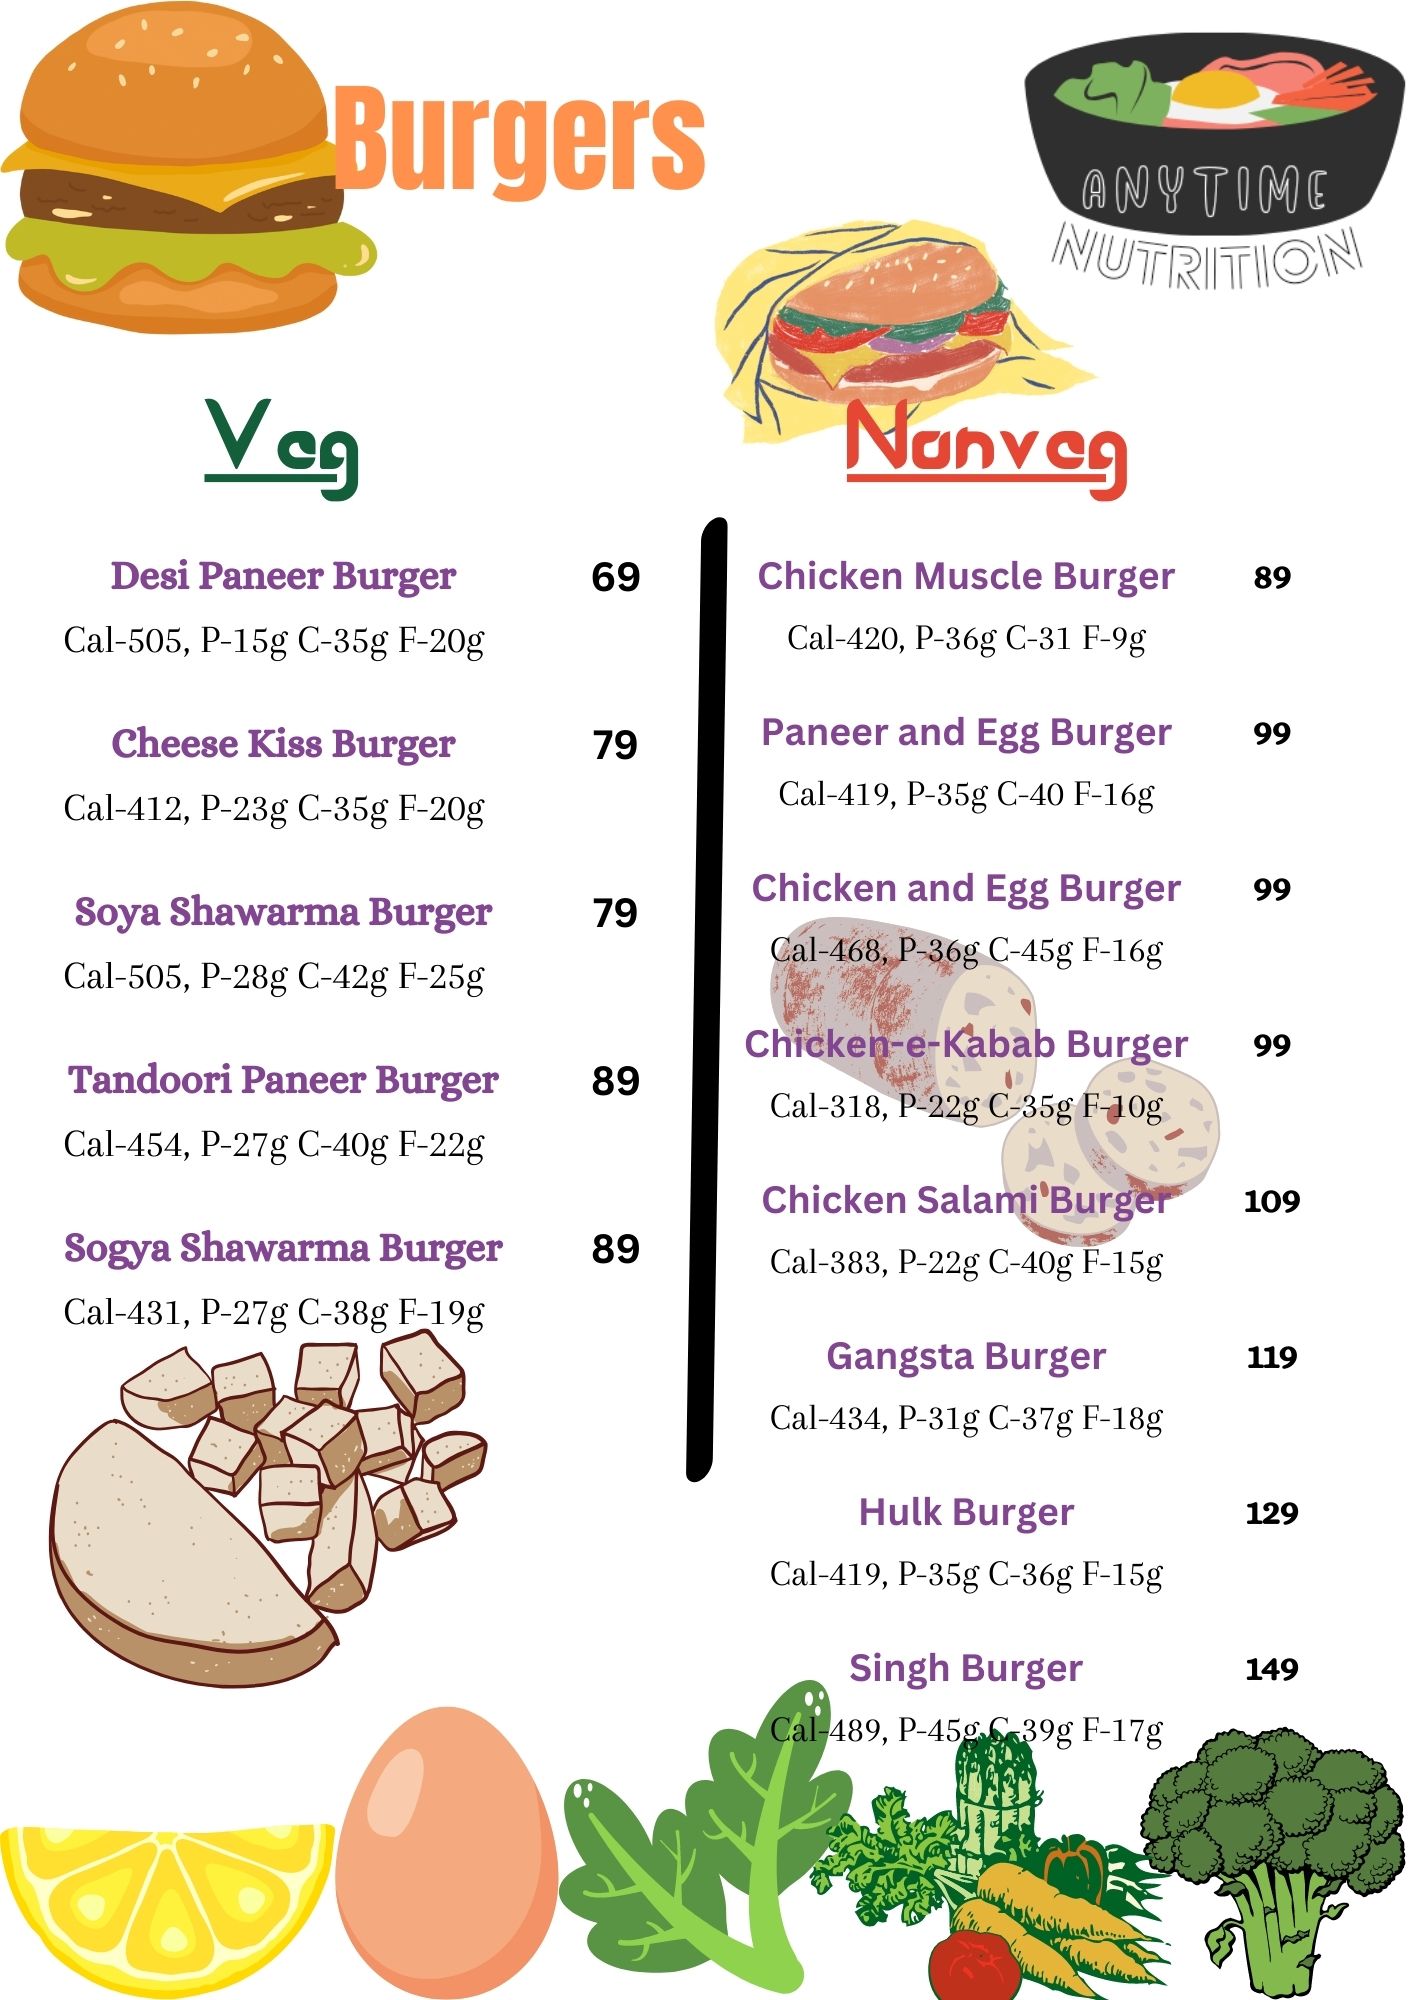 Burgers
ANYTIME
NUTRITION
Veg
Desi Paneer Burger 69
Cal-505, P-15g C-35g F-20g
Cheese Kiss Burger 79
Cal-412, P-23g C-35g F-20g
Soya Shawarma Burger 79
Cal-505, P-28g C-42g F-25g
Tandoori Paneer Burger 89
Cal-454, P-27g C-40g F-22g
Sogya Shawarma Burger 89
Cal-431, P-27g C-38g F-19g
Nonveg
Chicken Muscle Burger 89
Cal-420, P-36g C-31 F-9g
Paneer and Egg Burger 99
Cal-419, P-35g C-40 F-16g
Chicken and Egg Burger 99
Cal-468, P-36g C-45g F-16g
Chicken-e-Kabab Burger 99
Cal-318, P-22g C-35g F-10g
Chicken Salami Burger 109
Cal-383, P-22g C-40g F-15g
Gangsta Burger 119
Cal-434, P-31g C-37g F-18g
Hulk Burger 129
Cal-419, P-35g C-36g F-15g
Singh Burger 149
Cal-489, P-45g C-39g F-17g